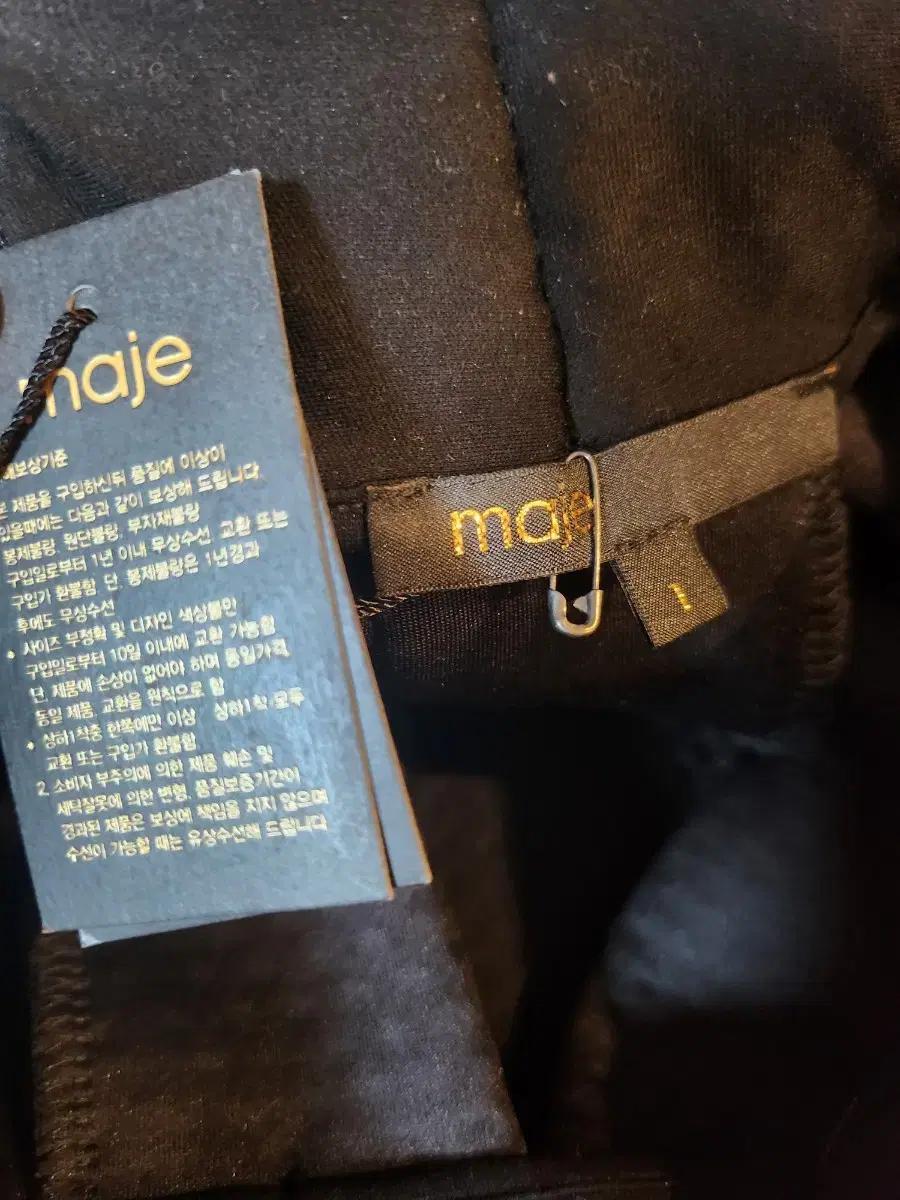 maje
보상기준
제품을 구입하신뒤 품질에 이상이
있을때에는 다음과 같이 보상해 드립니다.
봉제불량, 원단불량, 부자재불량
구입일로부터 1년 이내 무상수선, 교환 또는
구입가 환불함. 단, 봉제불량은 1년경과
후에도 무상수선
• 사이즈 부정확 및 디자인 색상불만
구입일로부터 10일 이내에 교환 가능함
단, 제품에 손상이 없어야 하며 동일가격,
동일 제품 교환을 원칙으로 함
• 상하1착중 한쪽에만 이상 상하1착 모두
교환 또는 구입가 환불함
2. 소비자 부주의에 의한 제품 훼손 및
세탁잘못에 의한 변형, 품질보증기간이
경과된 제품은 보상에 책임을 지지 않으며
수선이 가능할 때는 유상수선해 드립니다
maje
1